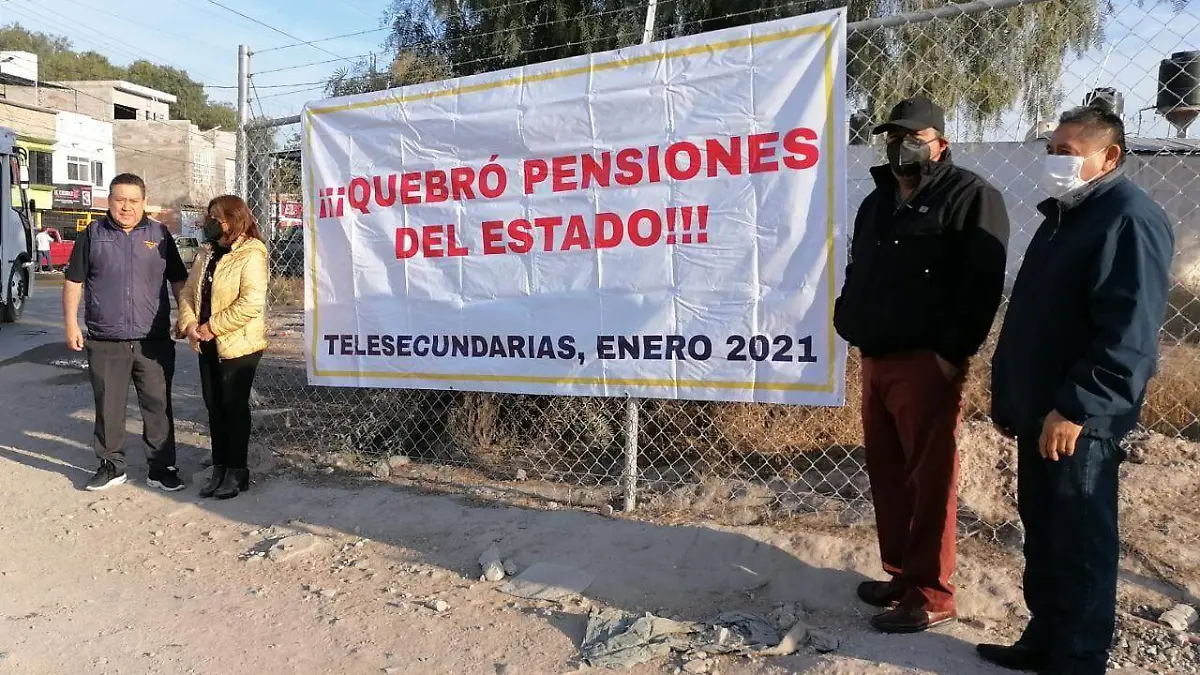 ¡¡¡QUEBRÓ PENSIONES
DEL ESTADO!!!
TELESECUNDARIAS, ENERO 2021